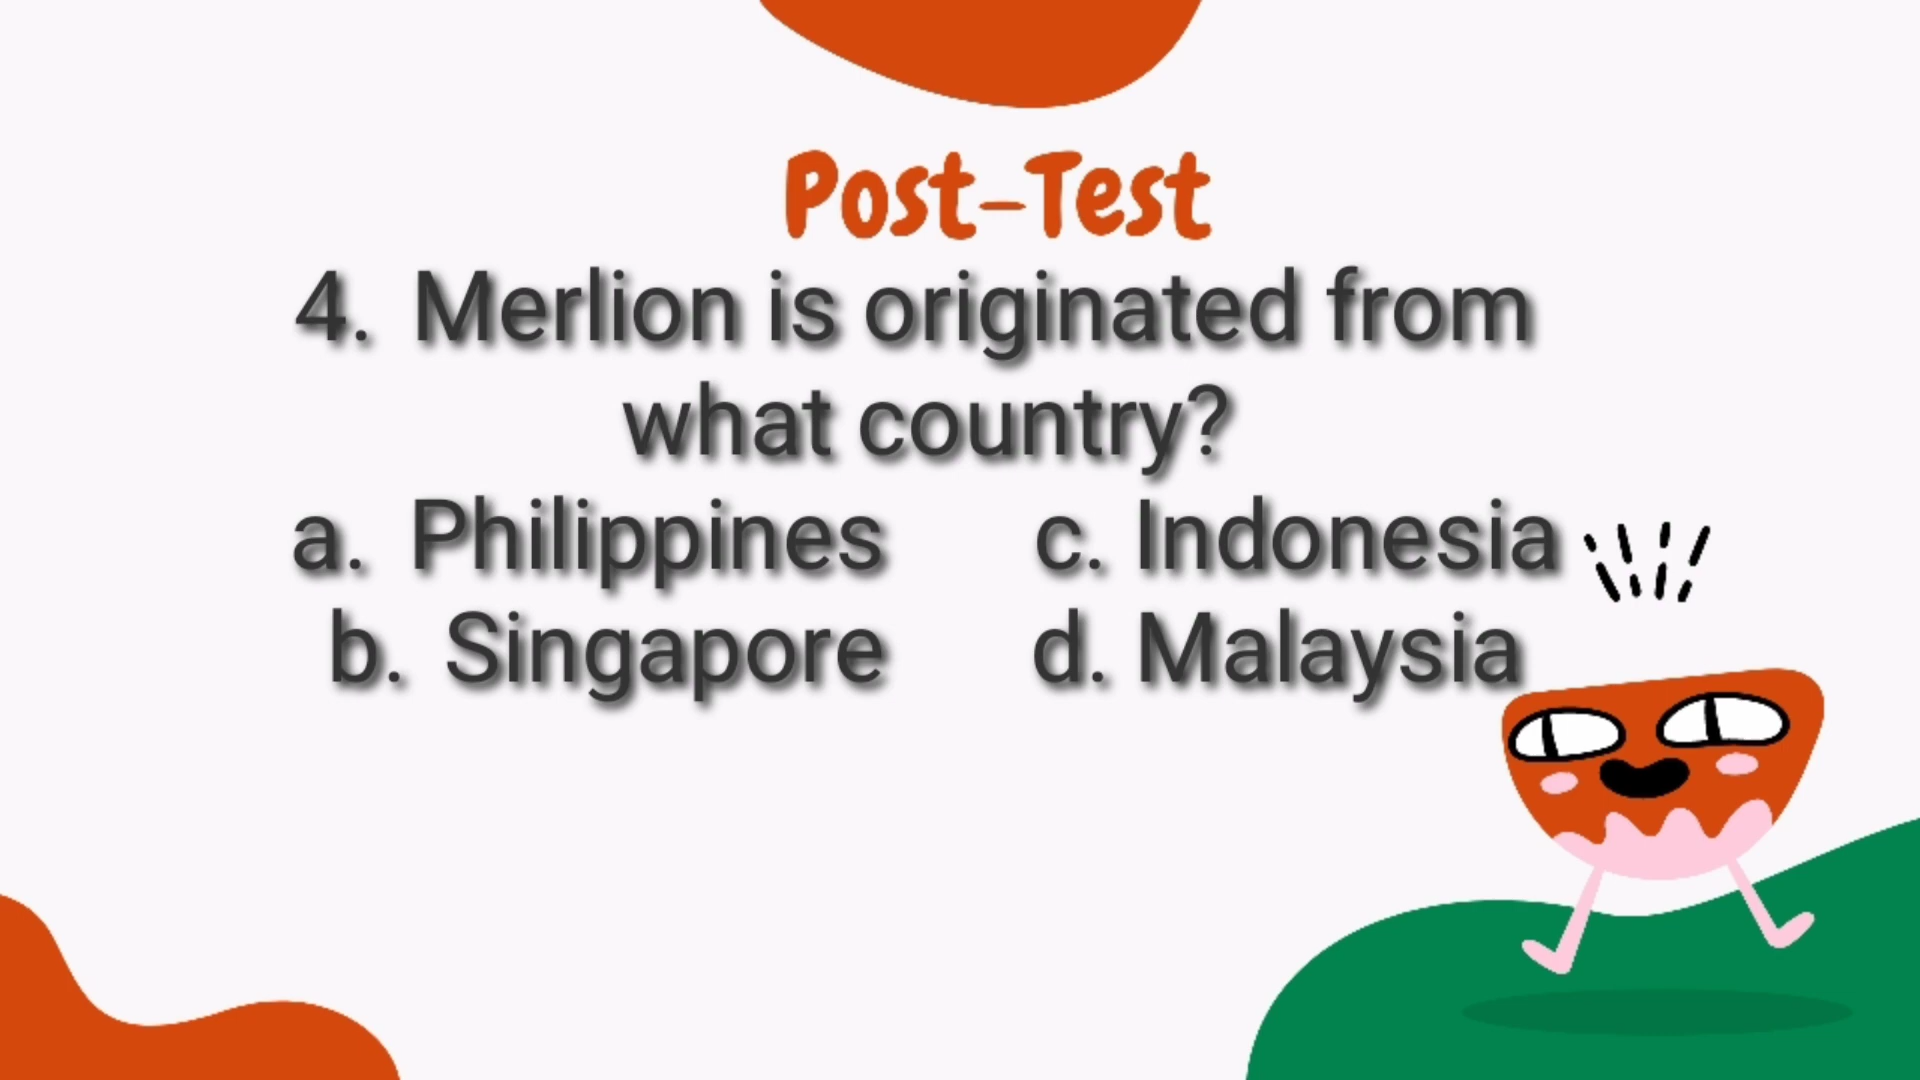 Post-Test
4. Merlion is originated from
what country?
a. Philippines c. Indonesia
b. Singapore d. Malaysia